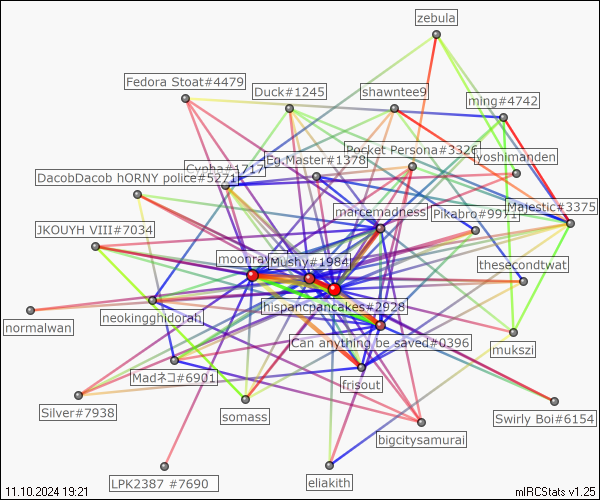 zebula
Fedora Stoat#4479
Duck#1245
shawntee9
ming#4742
Eg.Master#1378
Pocket Persona#3326
yoshimanden
Cypha#1717
DacobDacob hORNY police#5271
marcemadness
Pikabro#9971
Majestic#3375
JKOUYH VIII#7034
Mushy#1984
thesecondtwat
hispanicpancakes#2928
normalwan
neokingghidorah
Can anything be saved#0396
mukszi
Madネコ#6901
frisout
Silver#7938
somass
Swirly Boi#6154
bigcitysamurai
LPK2387 #7690
eliakith
11.10.2024 19:21
mIRCStats v1.25